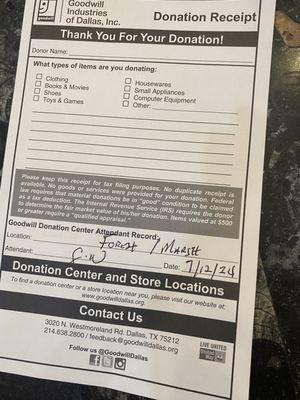 goodwill
Goodwill
Industries
of Dallas, Inc.
Donation Receipt
Thank You For Your Donation!
Donor Name:
What types of items are you donating:
Clothing
Books & Movies
Shoes
Toys & Games
Housewares
Small Appliances
Computer Equipment
Other:
Please keep this receipt for tax filing purposes. No duplicate receipt is
available. No goods or services were provided for your donation. Federal
law requires that material donations be in "good" condition to be claimed
as a tax deduction. The Internal Revenue Service (IRS) requires the donor
to determine the fair market value of his/her donation. Items valued at $500
or greater require a "qualified appraisal."
Goodwill Donation Center Attendant Record:
Location: Forest / Marsh
Attendant: C.W Date: 7/12/24
Donation Center and Store Locations
To find a donation center or a store location near you, please visit our website at:
www.goodwilldallas.org.
Contact Us
3020 N. Westmoreland Rd. Dallas, TX 75212
214.638.2800 / feedback@goodwilldallas.org
Follow us @GoodwillDallas
LIVE UNITED
United
Way